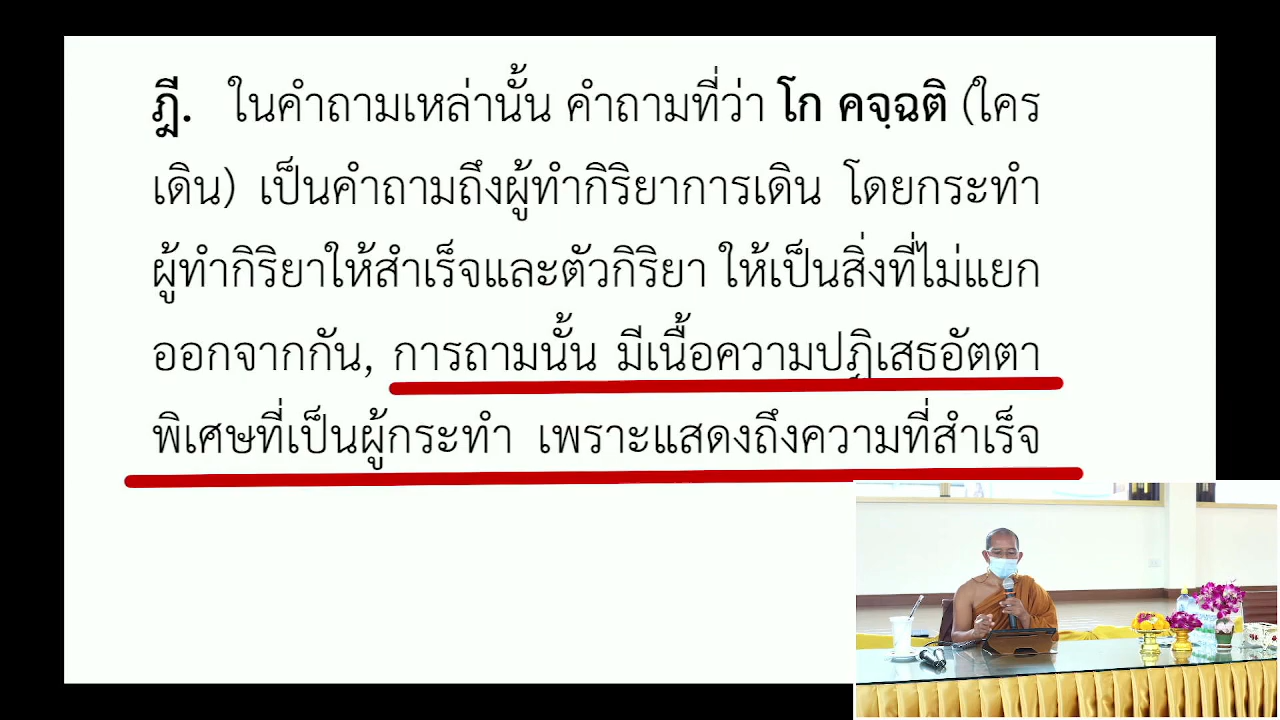 ฎี. ในคำถามเหล่านั้น คำถามที่ว่า โก คจฺฉติ (ใคร
เดิน) เป็นคำถามถึงผู้ทำกิริยาการเดิน โดยกระทำ
ผู้ทำกิริยาให้สำเร็จและตัวกิริยา ให้เป็นสิ่งที่ไม่แยก
ออกจากกัน, การถามนั้น มีเนื้อความปฏิเสธอัตตา
พิเศษที่เป็นผู้กระทำ เพราะแสดงถึงความที่สำเร็จ